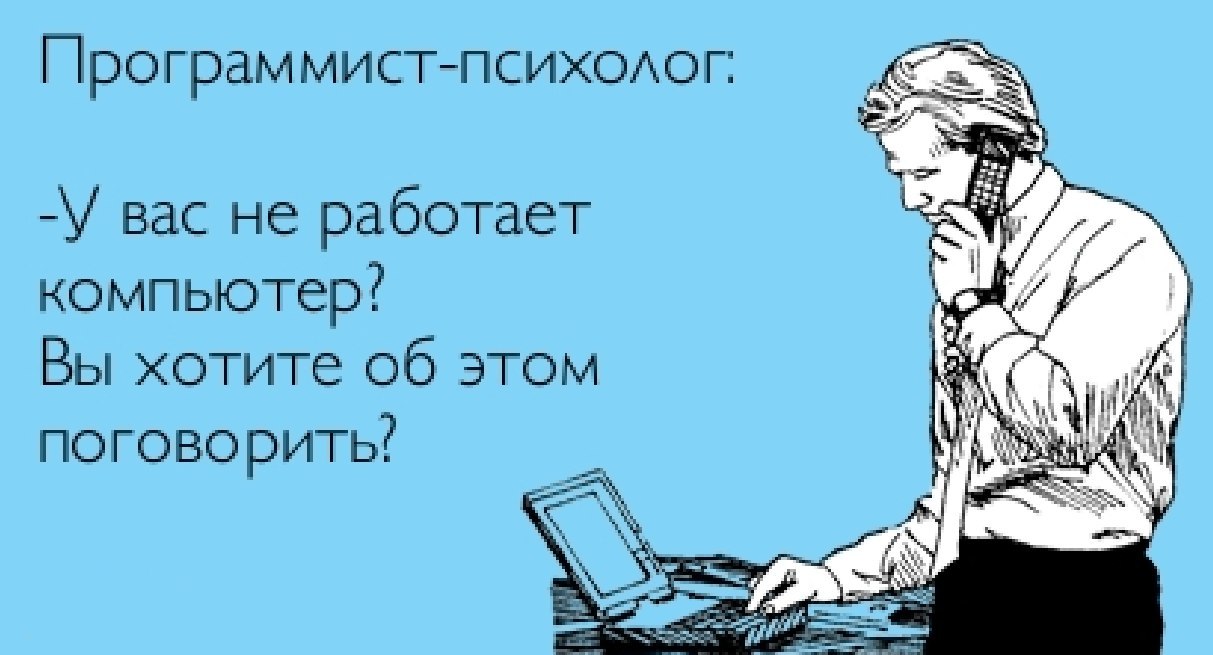 Программист-психолог:
-У вас не работает
компьютер?
Вы хотите об этом
поговорить?